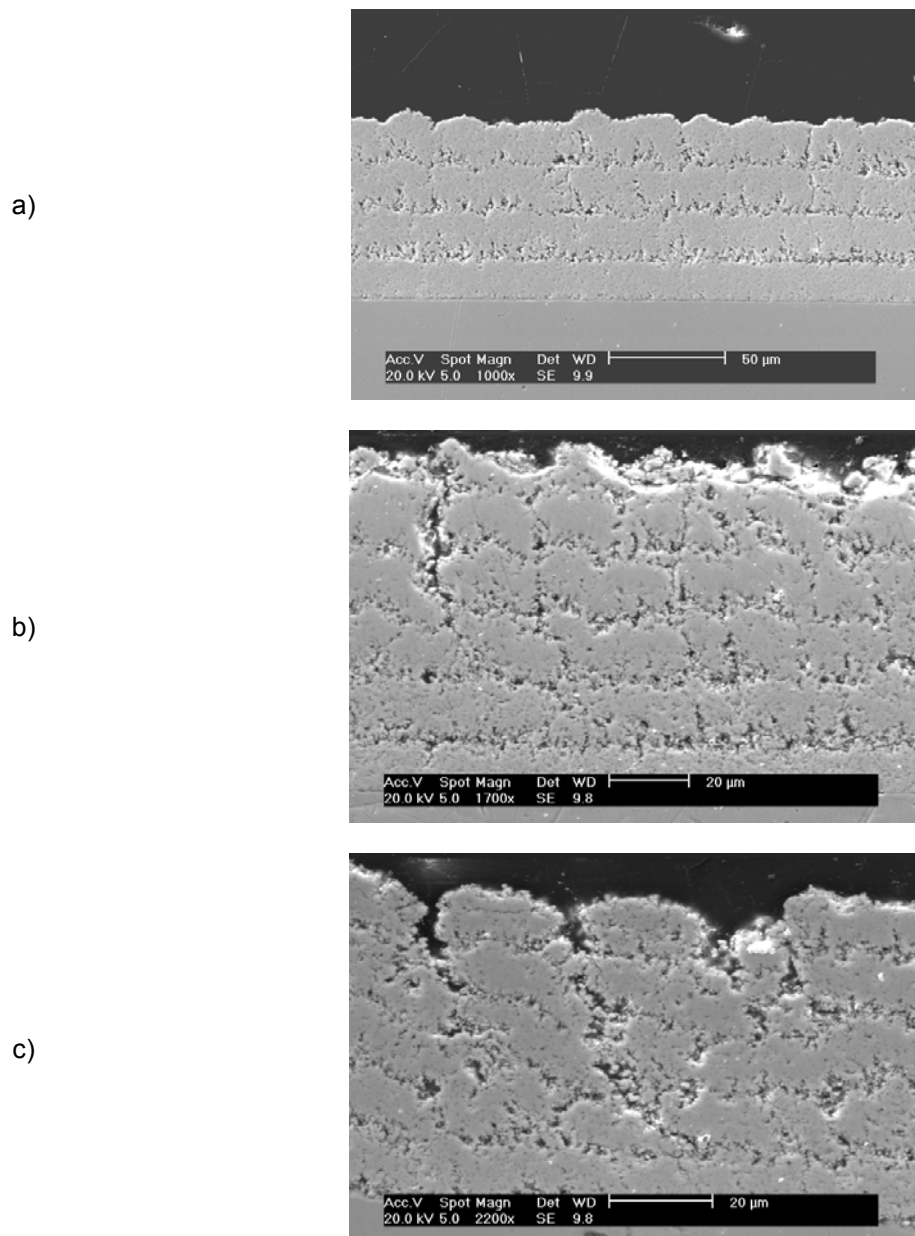 a)
Acc.V Spot Magn Det WD 50 µm
20.0 kV 5.0 1000x SE 9.9
b)
Acc.V Spot Magn Det WD 20 µm
20.0 kV 5.0 1700x SE 9.8
c)
Acc.V Spot Magn Det WD 20 µm
20.0 kV 5.0 2200x SE 9.8